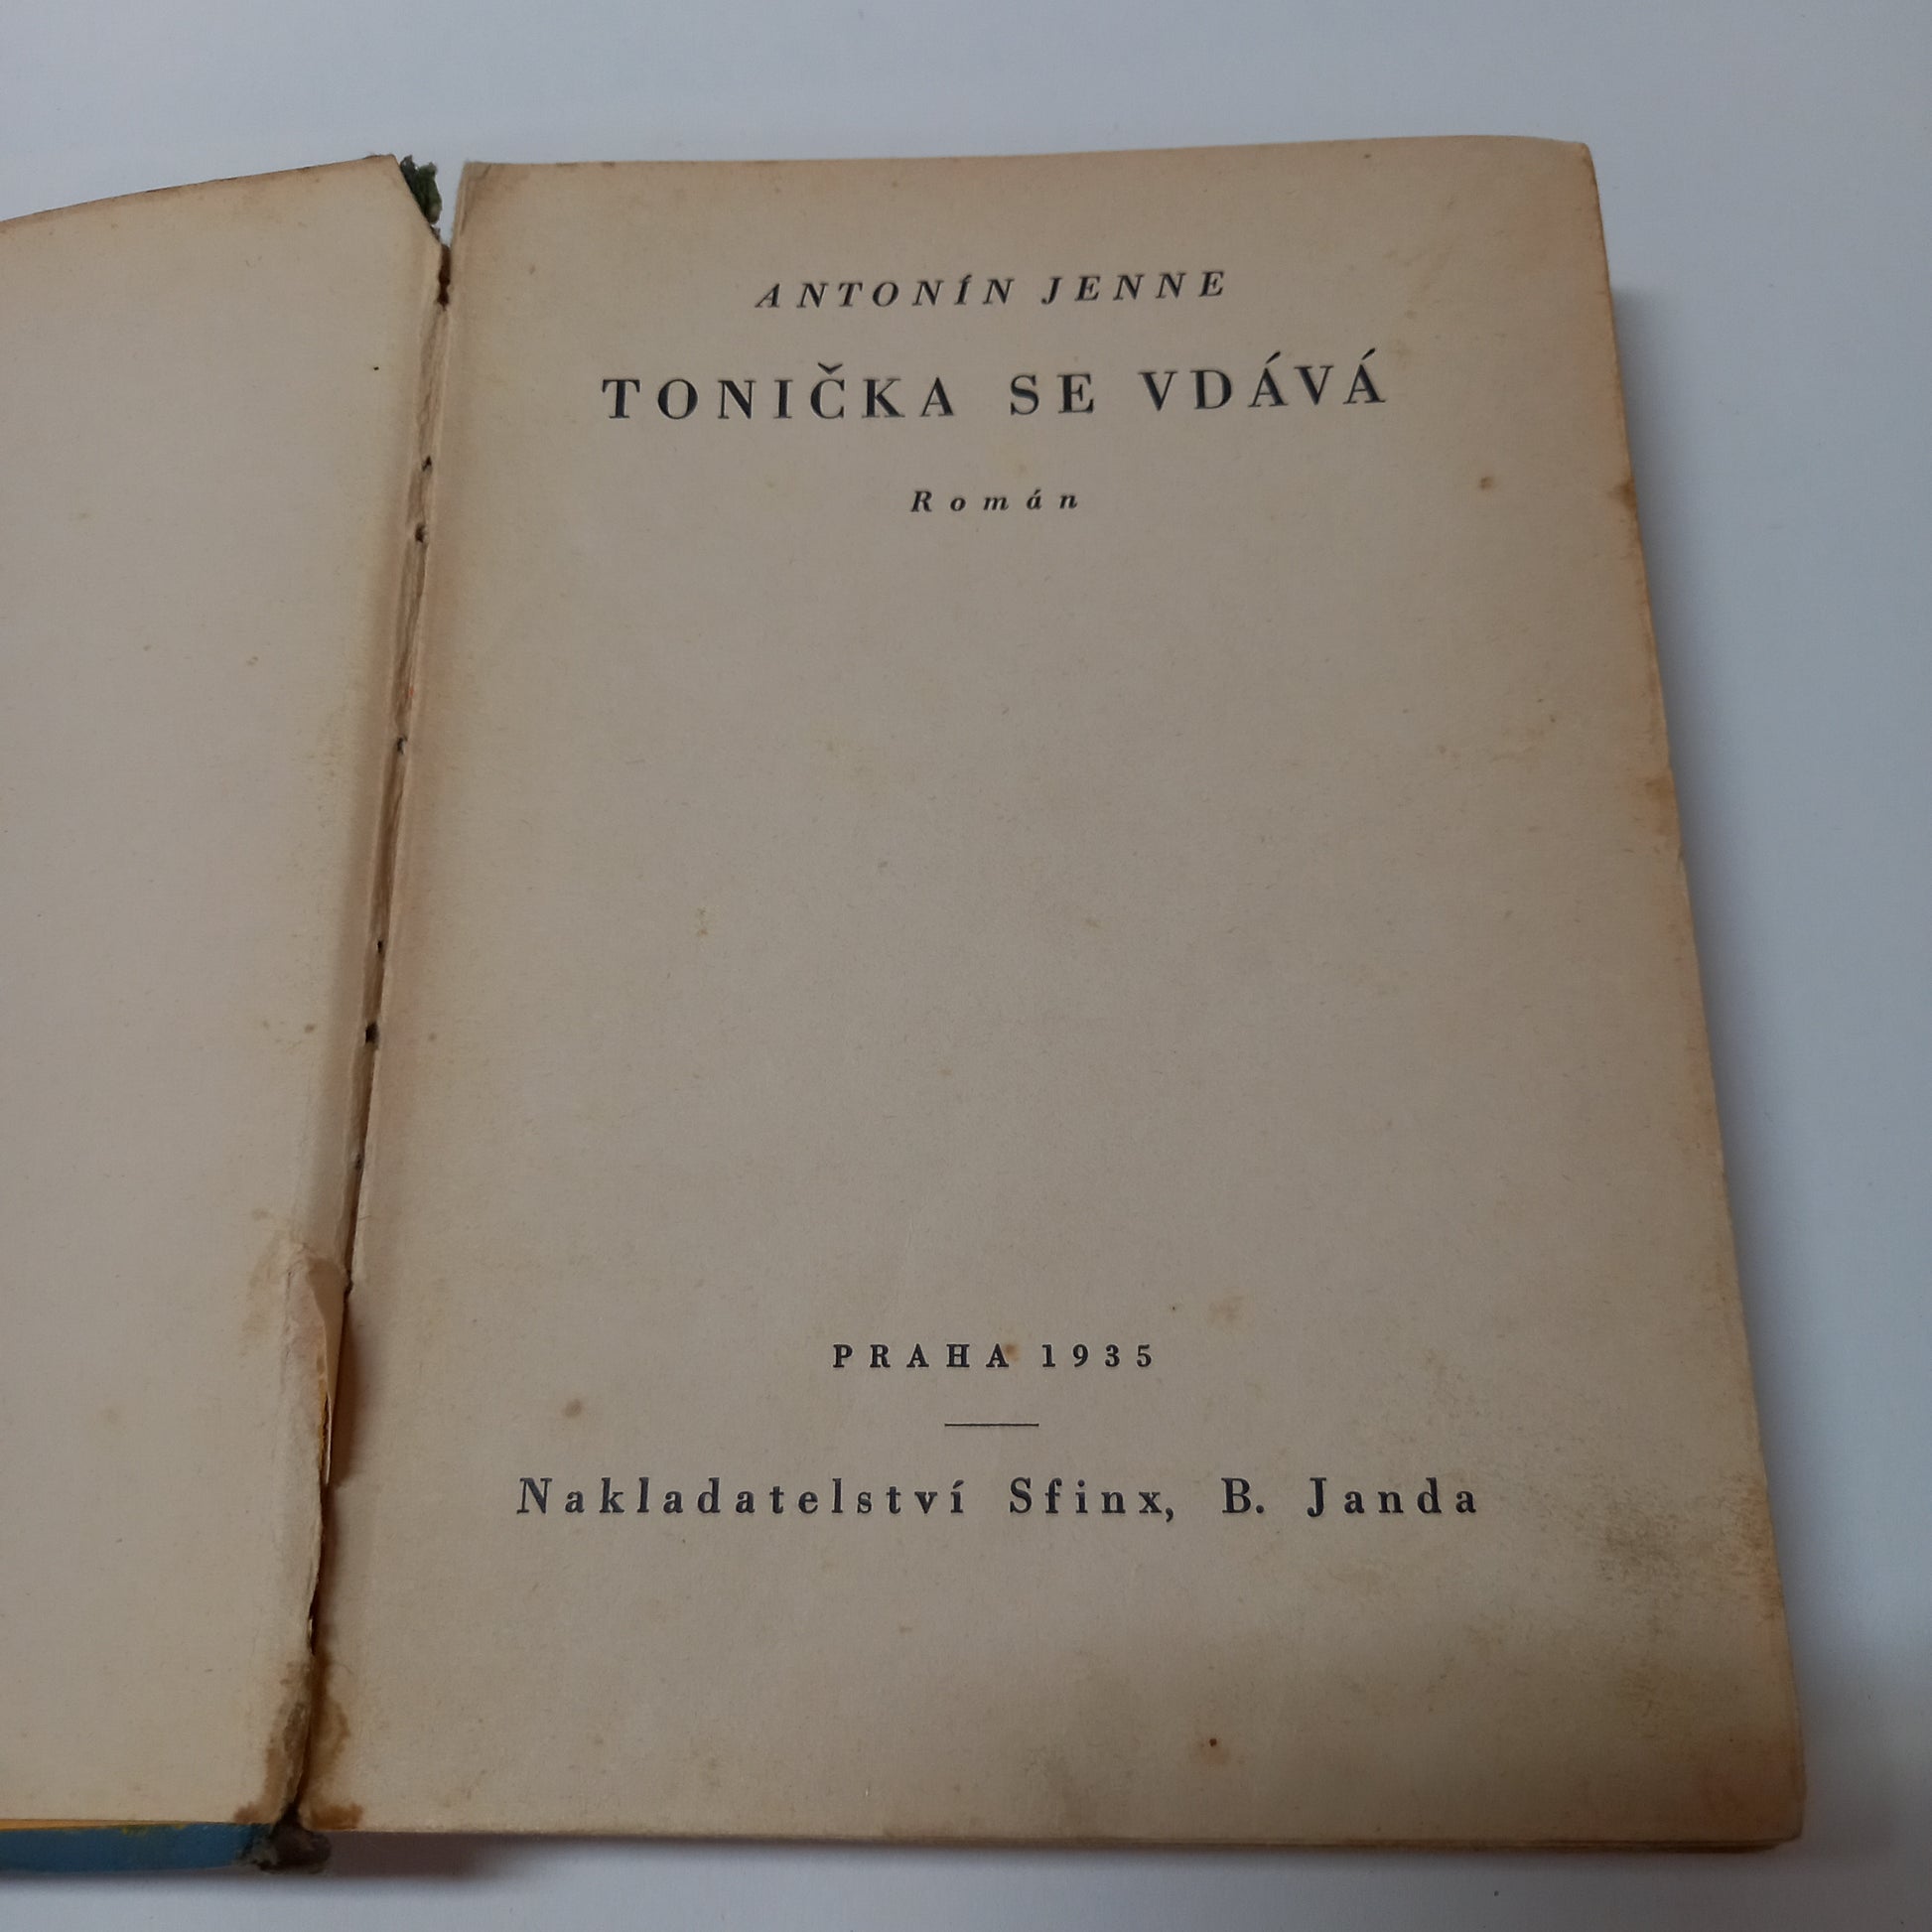 ANTONÍN JENNE
TONIČKA SE VDÁVÁ
Román
PRAHA 1935
Nakladatelství Sfinx, B. Janda